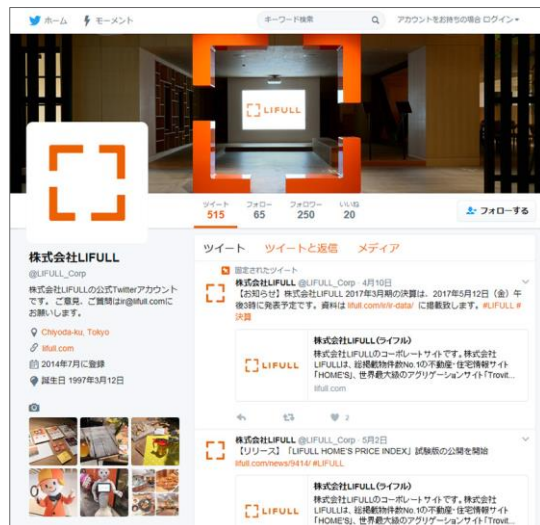 ホーム モーメント キーワード検索 アカウントをお持ちの場合 ログイン
LIFULL
ツイート フォロー フォロワー いいね
515 65 250 20
フォローする
株式会社LIFULL
@LIFULL_Corp
株式会社LIFULLの公式Twitterアカウント
です。ご意見、ご質問はir@lifull.comに
お願いします。
Chiyoda-ku, Tokyo
lifull.com
2014年7月に登録
誕生日 1997年3月12日
ツイート ツイートと返信 メディア
固定されたツイート
株式会社LIFULL @LIFULL_Corp · 4月10日
【お知らせ】株式会社LIFULL 2017年3月期の決算は、2017年5月12日（金）午
後3時に発表予定です。資料は lifull.com/ir/ir-data/ に掲載致します。#LIFULL #
決算
LIFULL
株式会社LIFULL(ライフル)
株式会社LIFULLのコーポレートサイトです。株式会社
LIFULLは、総掲載物件数No.1の不動産・住宅情報サイト
「HOME'S」、世界最大級のアグリゲーションサイト「Trovit...
lifull.com
2
株式会社LIFULL @LIFULL_Corp · 5月2日
【リリース】「LIFULL HOME'S PRICE INDEX」試験版の公開を開始
lifull.com/news/9414/ #LIFULL
LIFULL
株式会社LIFULL(ライフル)
株式会社LIFULLのコーポレートサイトです。株式会社
LIFULLは、総掲載物件数No.1の不動産・住宅情報サイト
「HOME'S」、世界最大級のアグリゲーションサイト「Trovit...